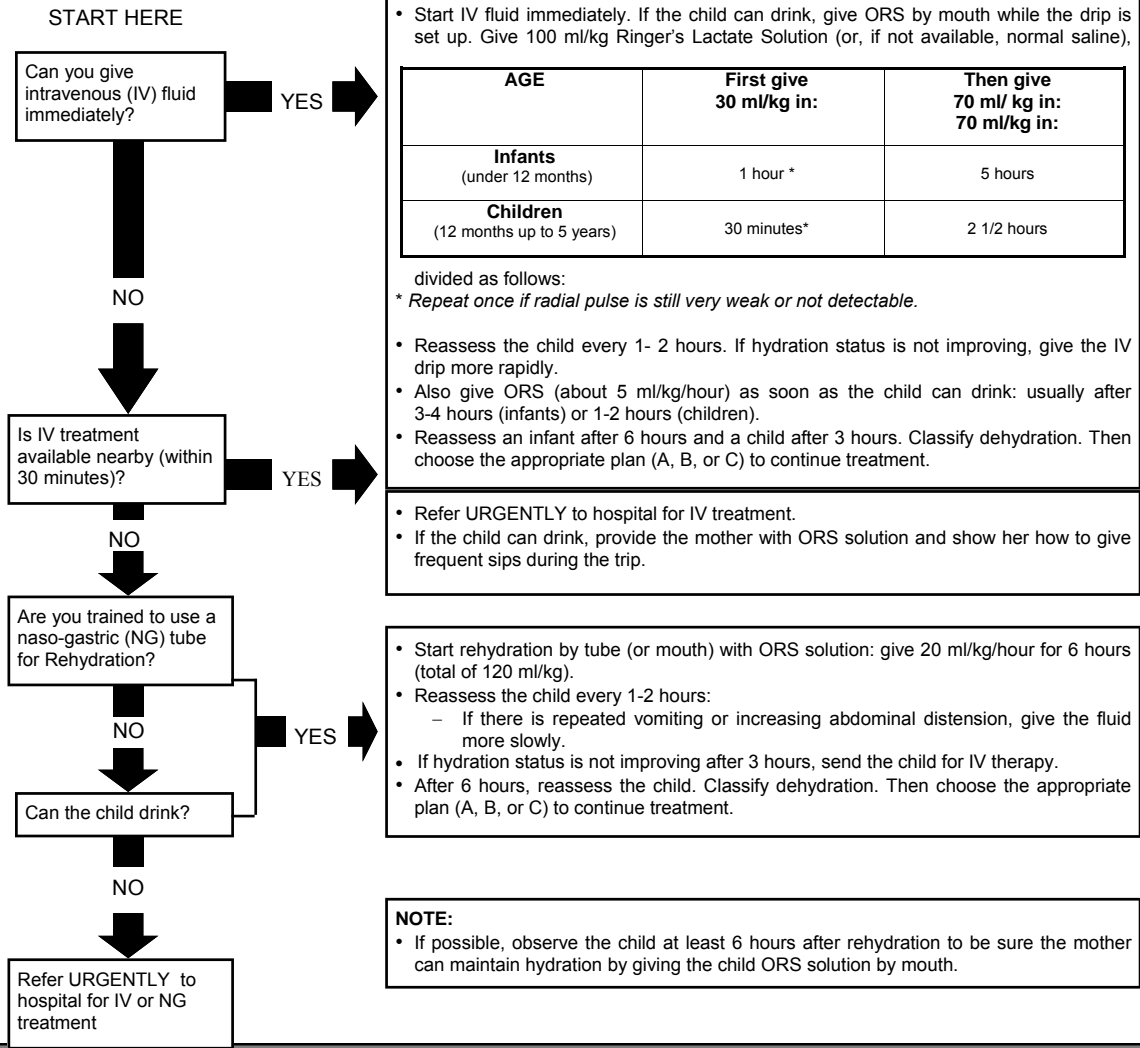 START HERE
Can you give
intravenous (IV) fluid
immediately?
YES
NO
• Start IV fluid immediately. If the child can drink, give ORS by mouth while the drip is
set up. Give 100 ml/kg Ringer's Lactate Solution (or, if not available, normal saline),
AGE
First give
30 ml/kg in:
Then give
70 ml/ kg in:
70 ml/kg in:
Infants
(under 12 months)
1 hour *
5 hours
Children
(12 months up to 5 years)
30 minutes*
2 1/2 hours
divided as follows:
* Repeat once if radial pulse is still very weak or not detectable.
• Reassess the child every 1- 2 hours. If hydration status is not improving, give the IV
drip more rapidly.
• Also give ORS (about 5 ml/kg/hour) as soon as the child can drink: usually after
3-4 hours (infants) or 1-2 hours (children).
• Reassess an infant after 6 hours and a child after 3 hours. Classify dehydration. Then
choose the appropriate plan (A, B, or C) to continue treatment.
Is IV treatment
available nearby (within
30 minutes)?
YES
NO
• Refer URGENTLY to hospital for IV treatment.
• If the child can drink, provide the mother with ORS solution and show her how to give
frequent sips during the trip.
Are you trained to use a
naso-gastric (NG) tube
for Rehydration?
NO
YES
Can the child drink?
• Start rehydration by tube (or mouth) with ORS solution: give 20 ml/kg/hour for 6 hours
(total of 120 ml/kg).
• Reassess the child every 1-2 hours:
– If there is repeated vomiting or increasing abdominal distension, give the fluid
more slowly.
• If hydration status is not improving after 3 hours, send the child for IV therapy.
• After 6 hours, reassess the child. Classify dehydration. Then choose the appropriate
plan (A, B, or C) to continue treatment.
NO
Refer URGENTLY to
hospital for IV or NG
treatment
NOTE:
• If possible, observe the child at least 6 hours after rehydration to be sure the mother
can maintain hydration by giving the child ORS solution by mouth.